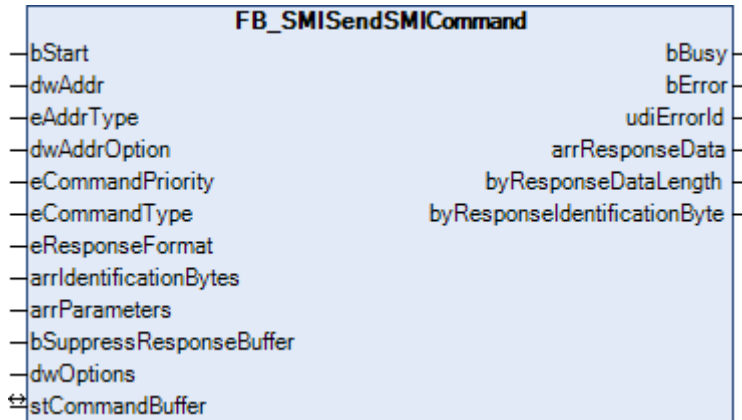 FB_SMISendSMICommand
bStart bBusy
dwAddr bError
eAddrType udiErrorId
dwAddrOption arrResponseData
eCommandPriority byResponseDataLength
eCommandType byResponseIdentificationByte
eResponseFormat
arrIdentificationBytes
arrParameters
bSuppressResponseBuffer
dwOptions
stCommandBuffer